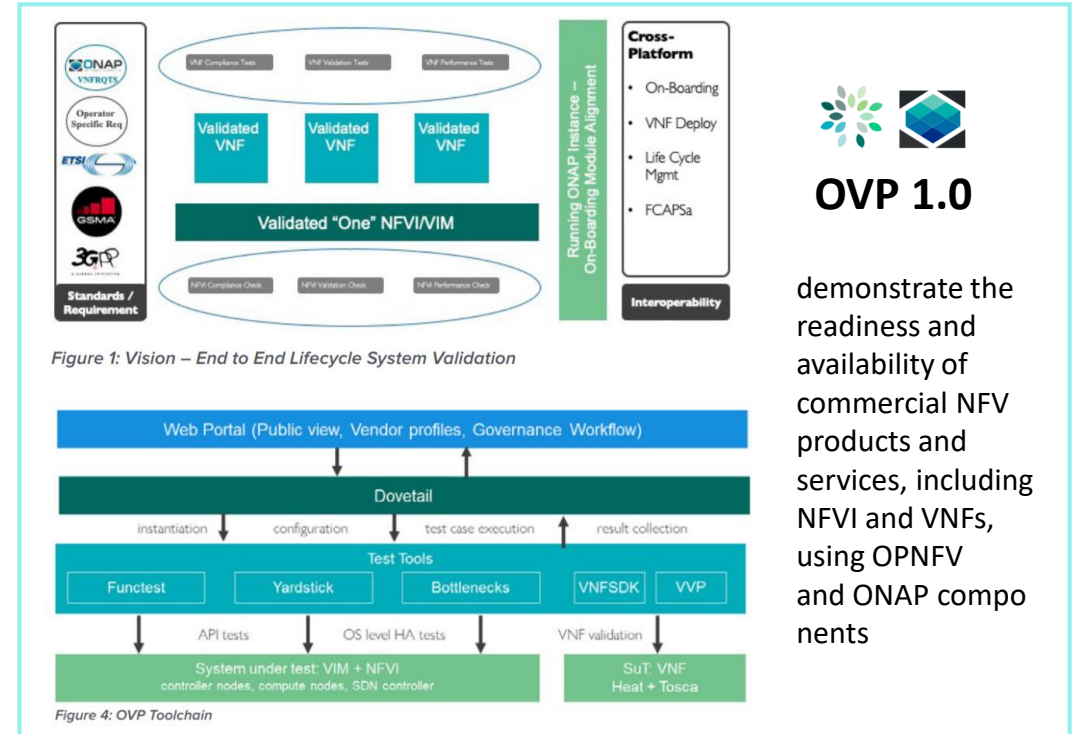 ONAP
VNFRQTS
Operator
Specific Req
ETSI
GSMA
3GPP
A GLOBAL INITIATIVE
Standards /
Requirement
VNF Compliance Tests
VNF Validation Tests
VNF Performance Tests
Validated
VNF
Validated
VNF
Validated
VNF
Validated “One” NFVI/VIM
NFVI Compliance Check
NFVI Validation Check
NFVI Performance Check
Running ONAP Instance –
On-Boarding Module Alignment
Cross-
Platform
• On-Boarding
• VNF Deploy
• Life Cycle
Mgmt
• FCAPSa
Interoperability
Figure 1: Vision – End to End Lifecycle System Validation
Web Portal (Public view, Vendor profiles, Governance Workflow)
Dovetail
instantiation
configuration
test case execution
result collection
Test Tools
Functest
Yardstick
Bottlenecks
VNFSDK
VVP
API tests
OS level HA tests
VNF validation
System under test: VIM + NFVI
controller nodes, compute nodes, SDN controller
SuT: VNF
Heat + Tosca
Figure 4: OVP Toolchain
OVP 1.0
demonstrate the
readiness and
availability of
commercial NFV
products and
services, including
NFVI and VNFs,
using OPNFV
and ONAP compo
nents